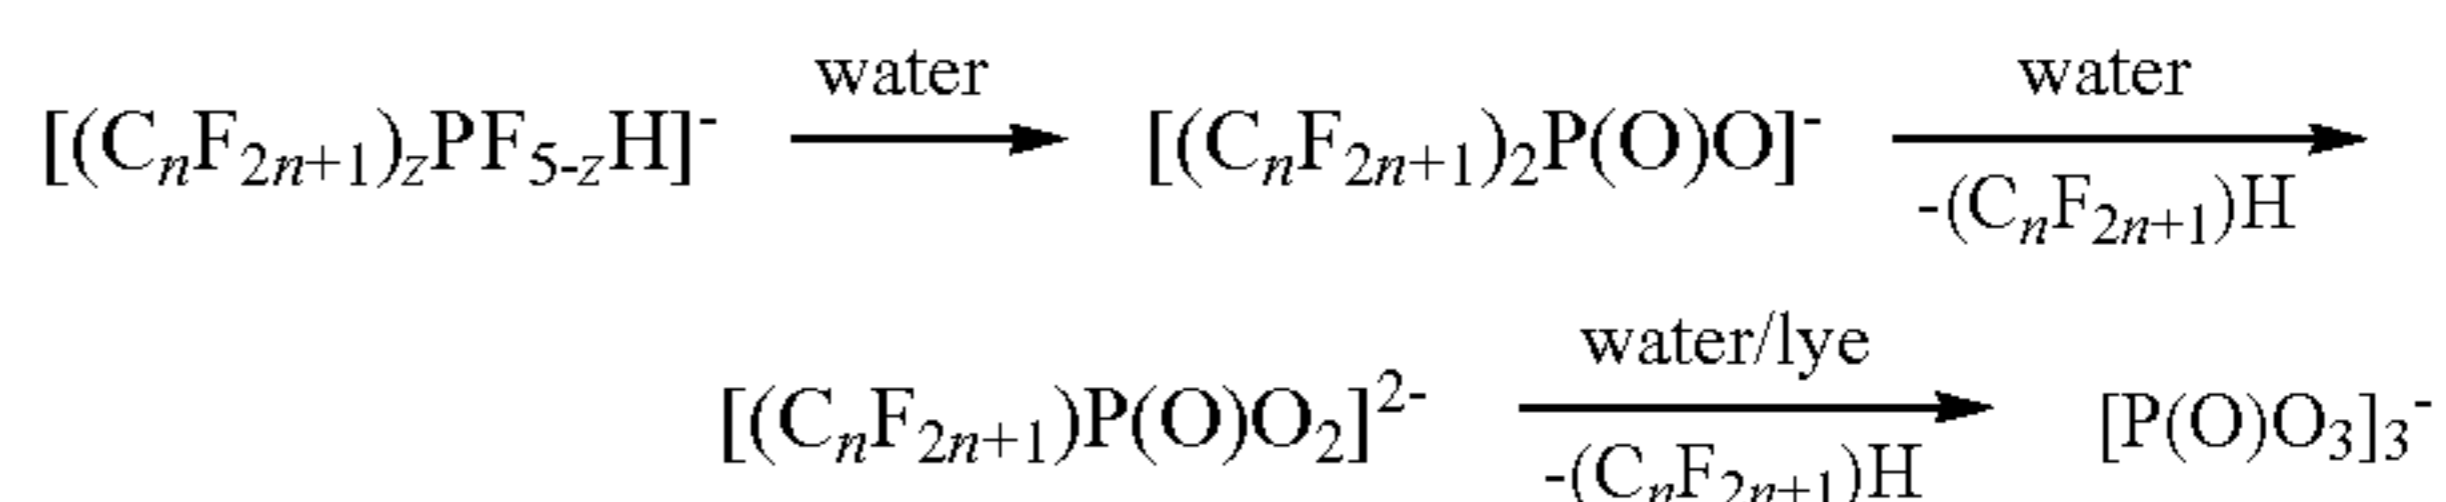 water water
[(CₙF₂ₙ₊₁)zPF₅₋zH]⁻ [(CₙF₂ₙ₊₁)₂P(O)O]⁻
-(CₙF₂ₙ₊₁)H
water/lye
[(CₙF₂ₙ₊₁)P(O)O₂]²⁻ [P(O)O₃]₃⁻
-(CₙF₂ₙ₊₁)H